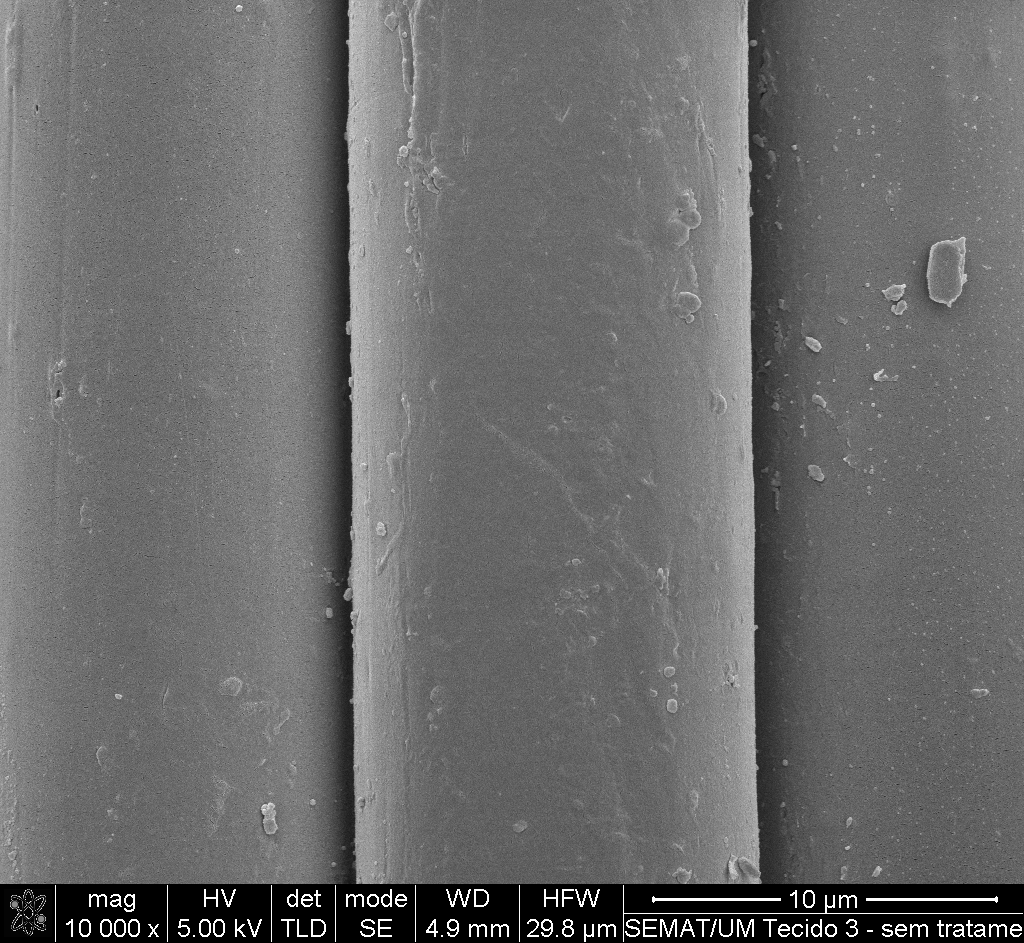 mag HV det mode WD HFW 10 µm
10 000 x 5.00 kV TLD SE 4.9 mm 29.8 µm SEMAT/UM Tecido 3 - sem tratame